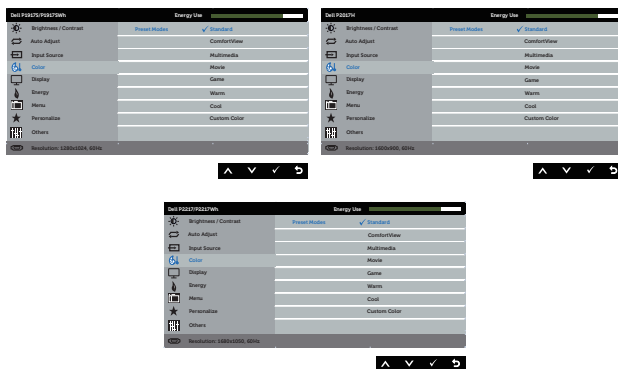 Dell P1917S/P1917SWh Energy Use
Brightness / Contrast Preset Modes ✓ Standard
Auto Adjust ComfortView
Input Source Multimedia
Color Movie
Display Game
Energy Warm
Menu Cool
Personalize Custom Color
Others
Resolution: 1280x1024, 60Hz
Dell P2017H Energy Use
Brightness / Contrast Preset Modes ✓ Standard
Auto Adjust ComfortView
Input Source Multimedia
Color Movie
Display Game
Energy Warm
Menu Cool
Personalize Custom Color
Others
Resolution: 1600x900, 60Hz
Dell P2217/P2217Wh Energy Use
Brightness / Contrast Preset Modes ✓ Standard
Auto Adjust ComfortView
Input Source Multimedia
Color Movie
Display Game
Energy Warm
Menu Cool
Personalize Custom Color
Others
Resolution: 1680x1050, 60Hz